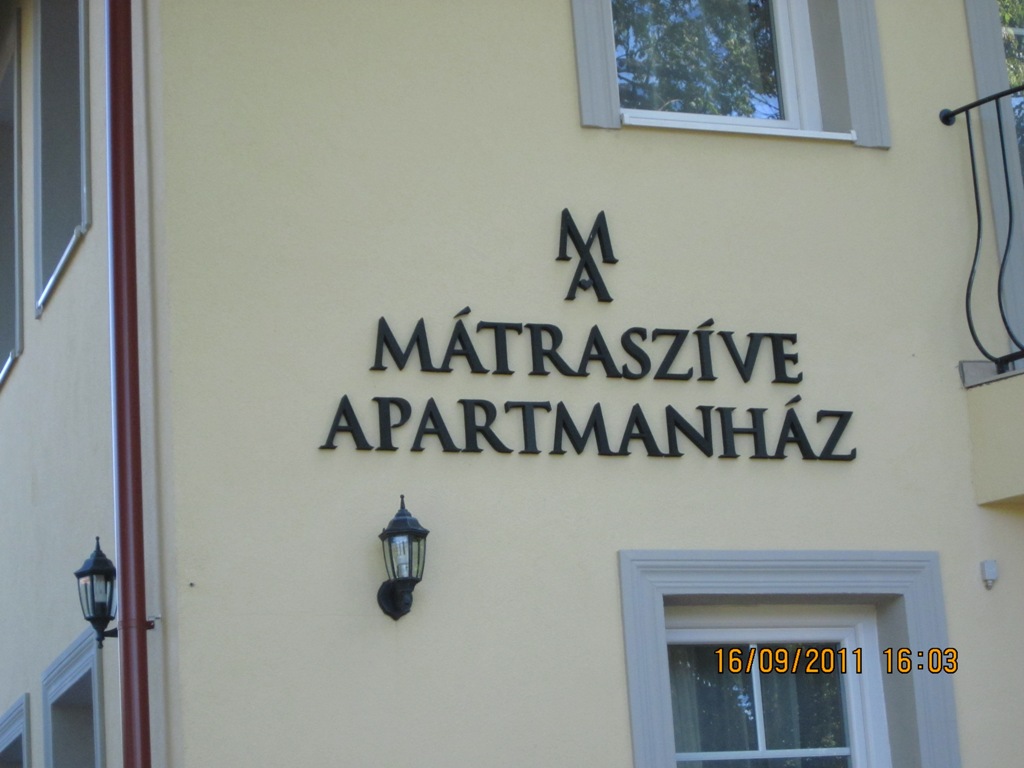 MA
MÁTRASZÍVE
APARTMANHÁZ
16/09/2011 16:03